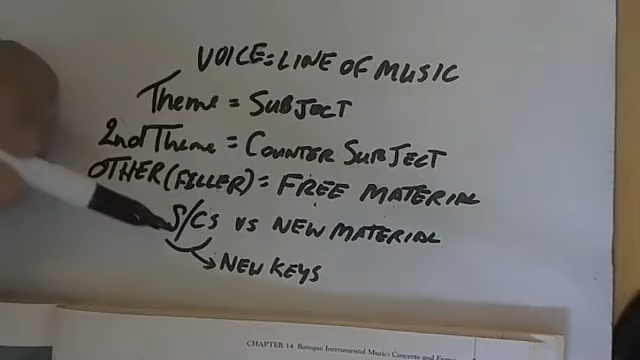 VOICE = LINE OF MUSIC
Theme = SUBJECT
2nd Theme = COUNTER SUBJECT
OTHER (FILLER) = FREE MATERIAL
S/CS VS NEW MATERIAL
NEW KEYS
CHAPTER 14 Baroque Instrumental Music: Concerto and